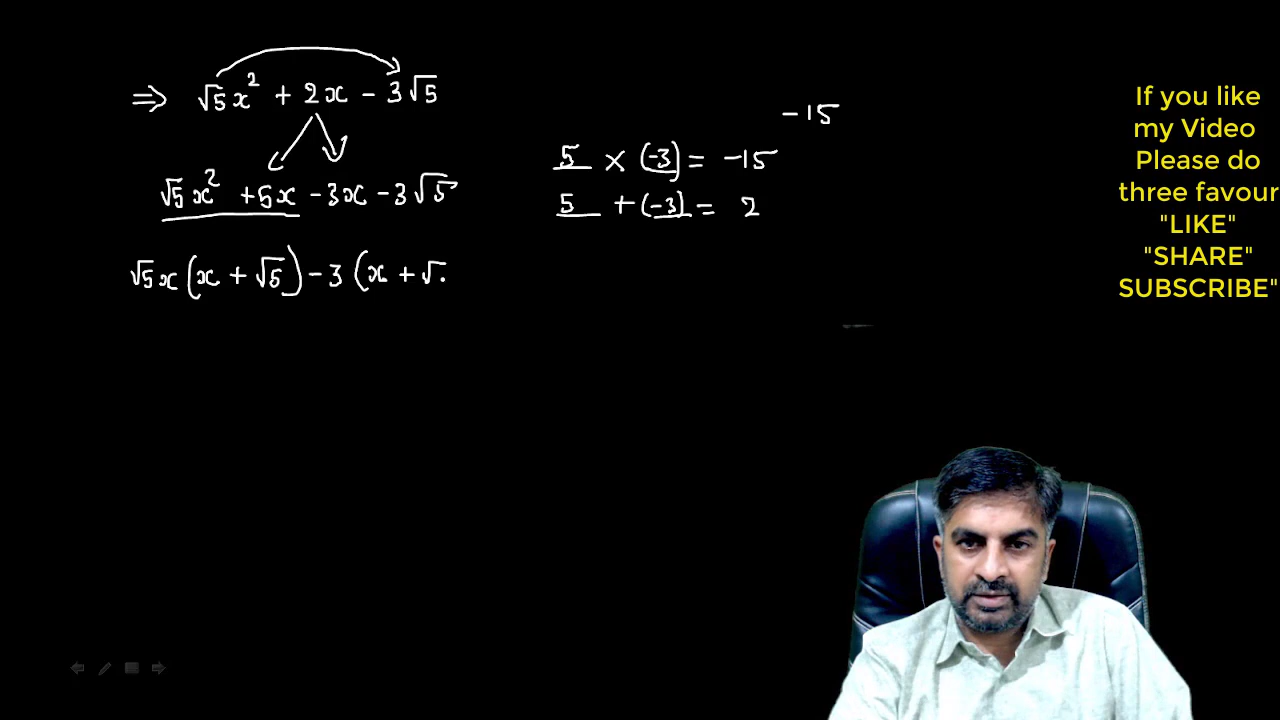 ⇒ √5x² + 2x − 3√5
√5x² + 5x − 3x − 3√5
√5x(x + √5) − 3(x + √
−15
5 × (−3) = −15
5 + (−3) = 2
If you like
my Video
Please do
three favour
"LIKE"
"SHARE"
SUBSCRIBE"